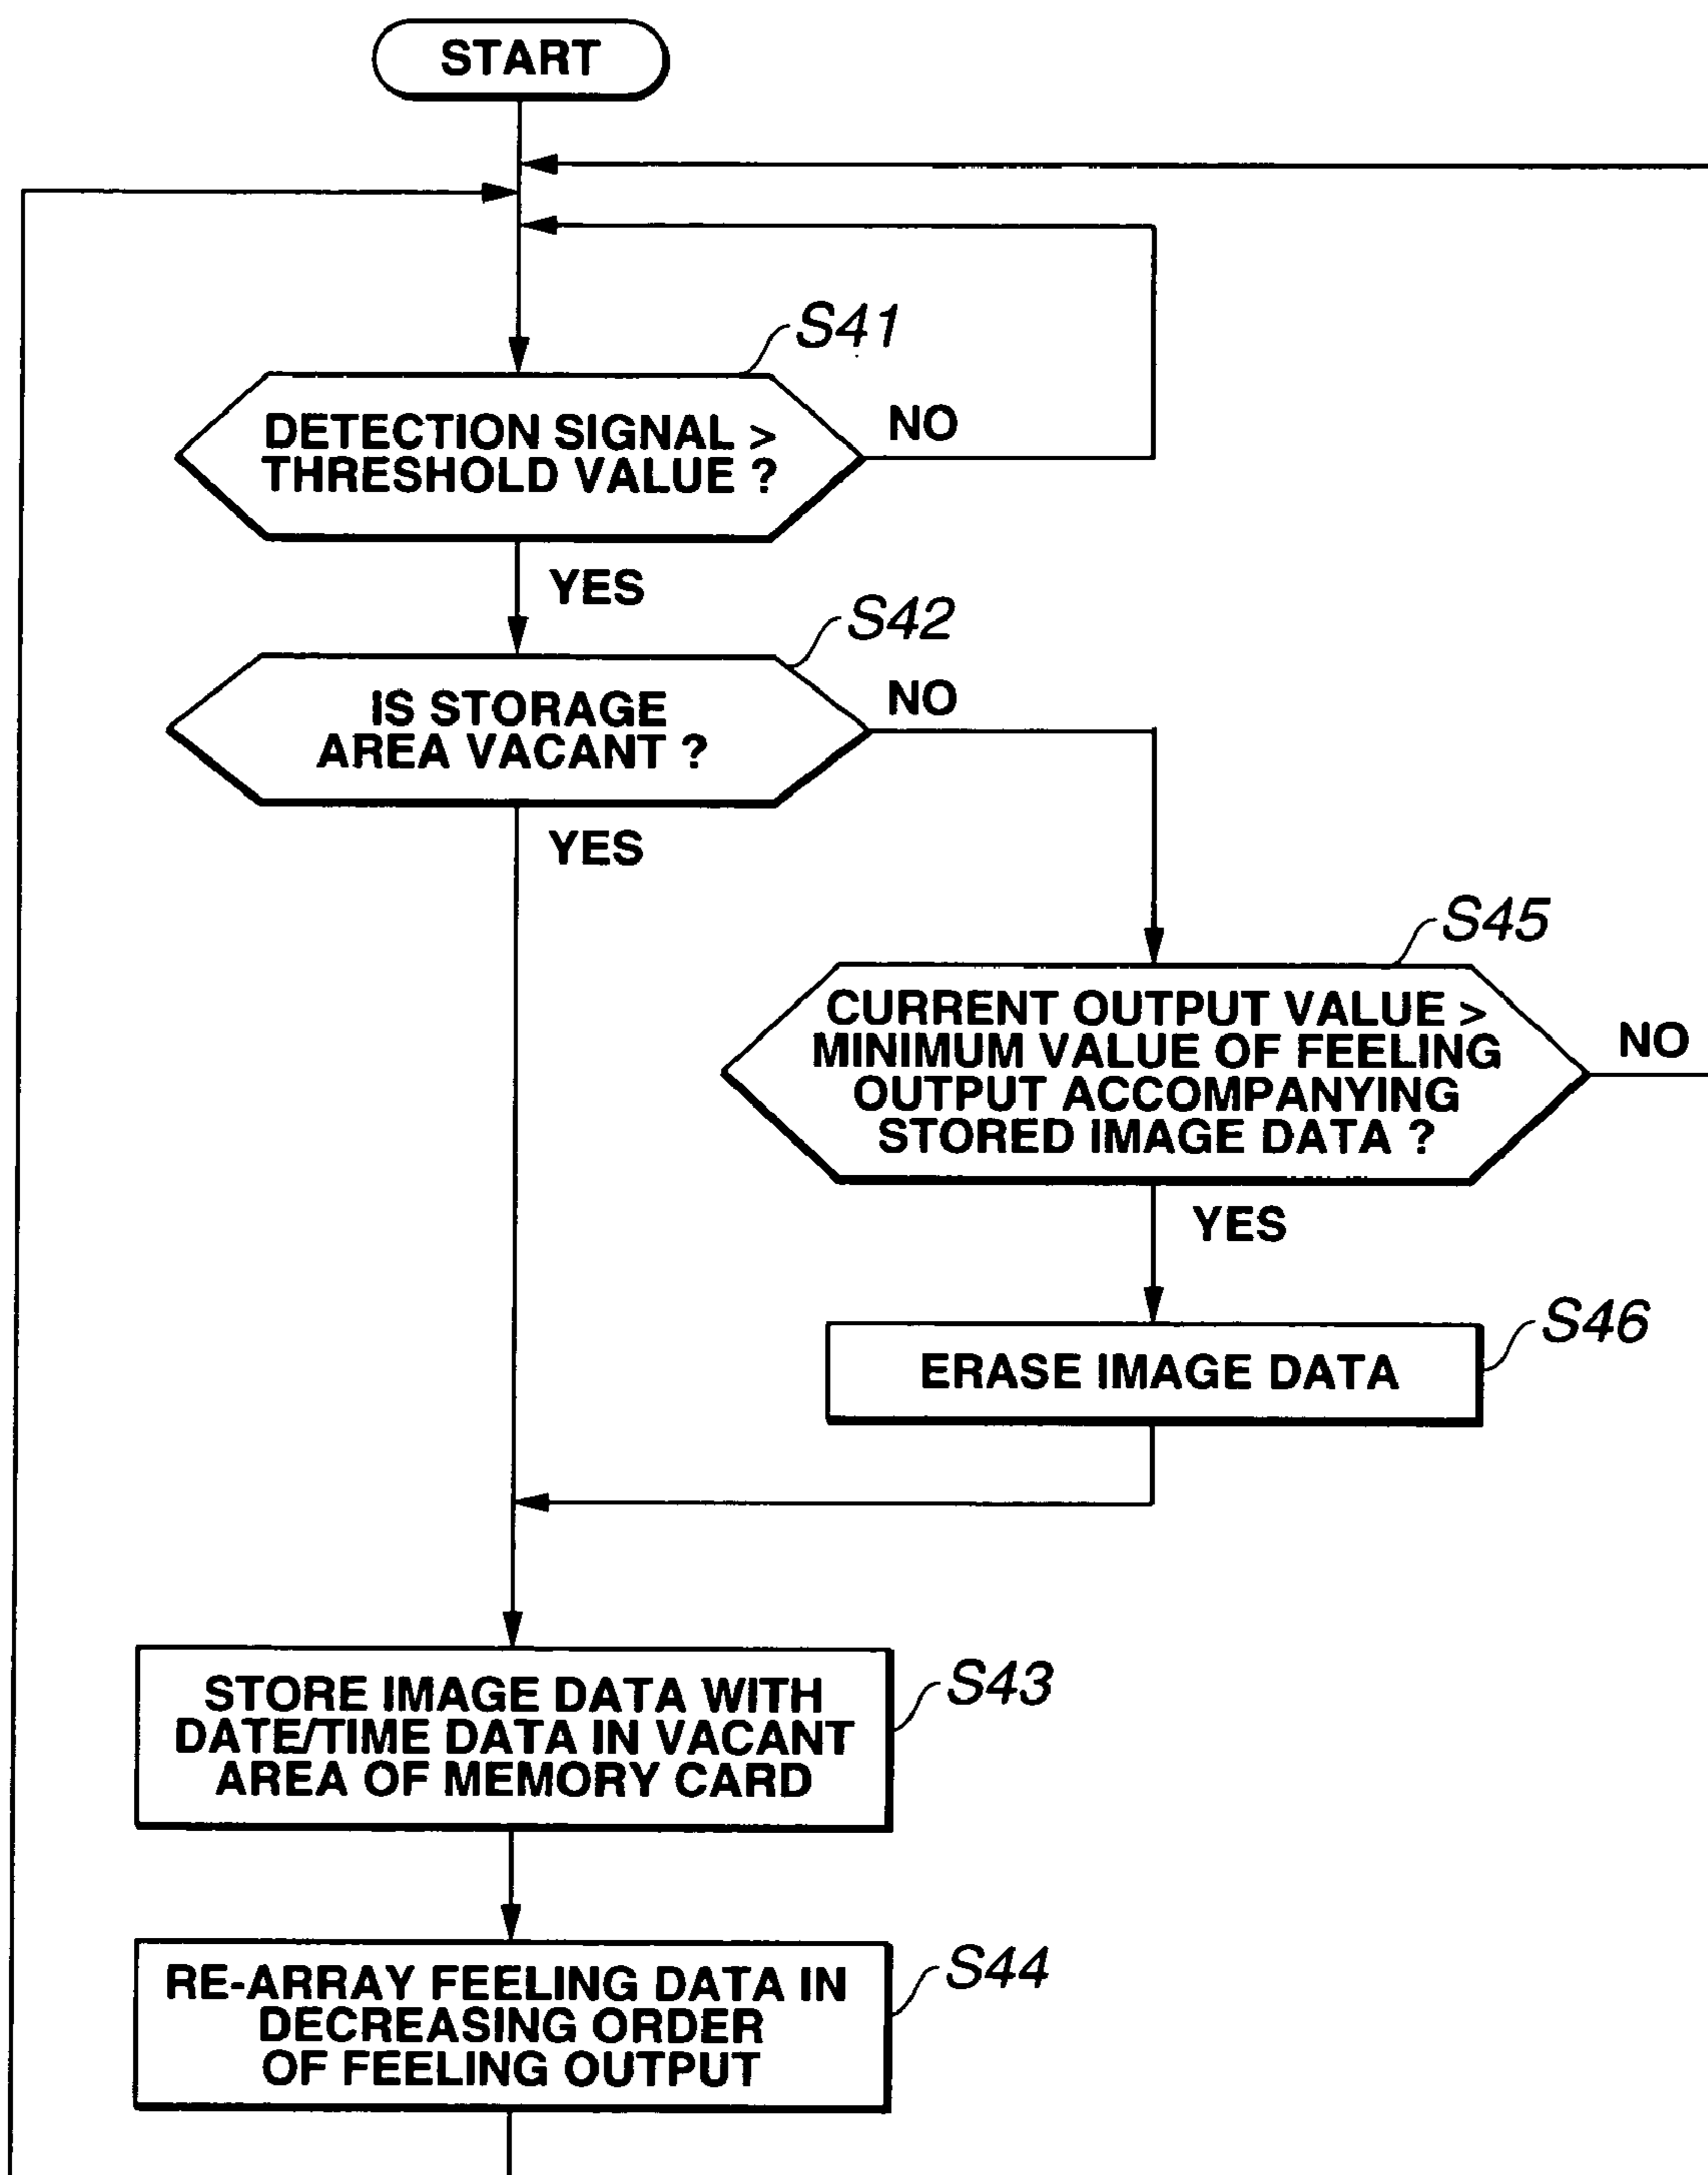 START
S41
DETECTION SIGNAL >
THRESHOLD VALUE ?
NO
YES
S42
IS STORAGE
AREA VACANT ?
NO
YES
S45
CURRENT OUTPUT VALUE >
MINIMUM VALUE OF FEELING
OUTPUT ACCOMPANYING
STORED IMAGE DATA ?
NO
YES
S46
ERASE IMAGE DATA
S43
STORE IMAGE DATA WITH
DATE/TIME DATA IN VACANT
AREA OF MEMORY CARD
S44
RE-ARRAY FEELING DATA IN
DECREASING ORDER
OF FEELING OUTPUT